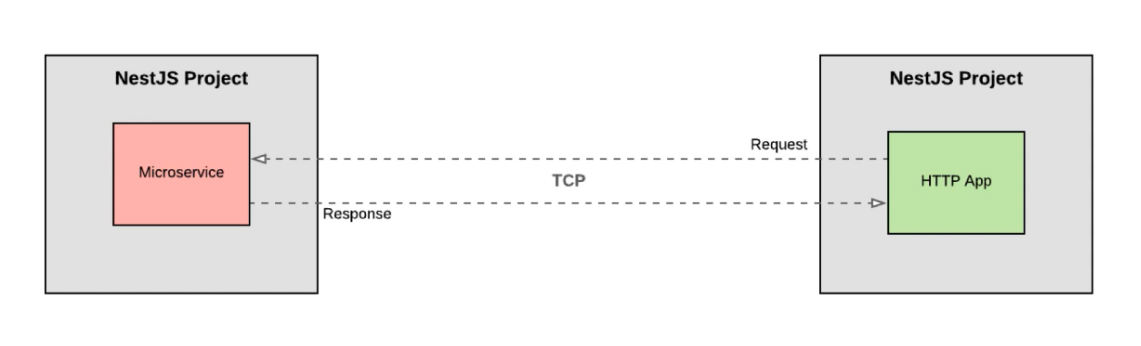 NestJS Project
Microservice
Request
TCP
Response
NestJS Project
HTTP App